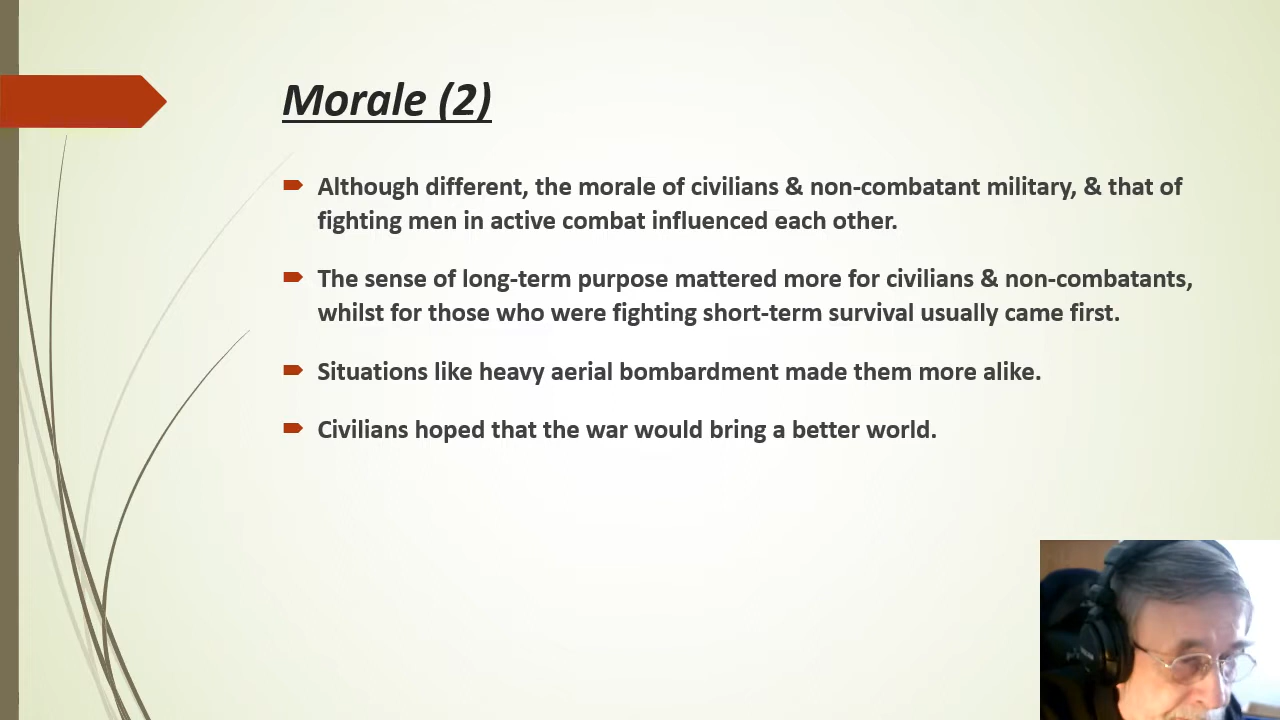 Morale (2)
Although different, the morale of civilians & non-combatant military, & that of
fighting men in active combat influenced each other.
The sense of long-term purpose mattered more for civilians & non-combatants,
whilst for those who were fighting short-term survival usually came first.
Situations like heavy aerial bombardment made them more alike.
Civilians hoped that the war would bring a better world.